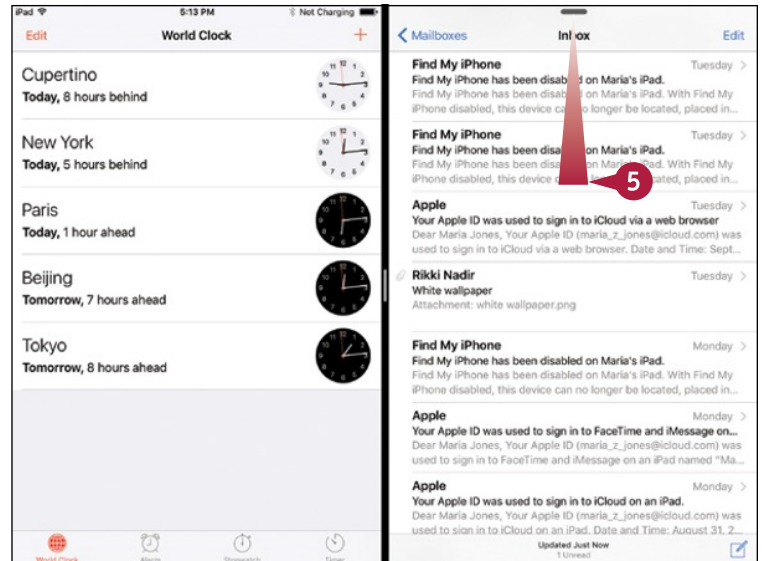 iPad 5:13 PM Not Charging
Edit World Clock +
Cupertino
Today, 8 hours behind
New York
Today, 5 hours behind
Paris
Today, 1 hour ahead
Beijing
Tomorrow, 7 hours ahead
Tokyo
Tomorrow, 8 hours ahead
World Clock Alarm Stopwatch Timer
Mailboxes Inbox Edit
Find My iPhone Tuesday
Find My iPhone has been disabled on Maria's iPad.
Find My iPhone has been disabled on Maria's iPad. With Find My
iPhone disabled, this device can no longer be located, placed in...
Find My iPhone Tuesday
Find My iPhone has been disabled on Maria's iPad.
Find My iPhone has been disabled on Maria's iPad. With Find My
iPhone disabled, this device located, placed in...
5
Apple Tuesday
Your Apple ID was used to sign in to iCloud via a web browser
Dear Maria Jones, Your Apple ID (maria_z_jones@icloud.com) was
used to sign in to iCloud via a web browser. Date and Time: Sept...
Rikki Nadir Tuesday
White wallpaper
Attachment: white wallpaper.png
Find My iPhone Monday
Find My iPhone has been disabled on Maria's iPad.
Find My iPhone has been disabled on Maria's iPad. With Find My
iPhone disabled, this device can no longer be located, placed in...
Apple Monday
Your Apple ID was used to sign in to FaceTime and iMessage on...
Dear Maria Jones, Your Apple ID (maria_z_jones@icloud.com) was
used to sign in to FaceTime and iMessage on an iPad named "Ma...
Apple Monday
Your Apple ID was used to sign in to iCloud on an iPad.
Dear Maria Jones, Your Apple ID (maria_z_jones@icloud.com) was
used to sign in to iCloud on an iPad. Date and Time: August 31, 2...
Updated Just Now
1 Unread